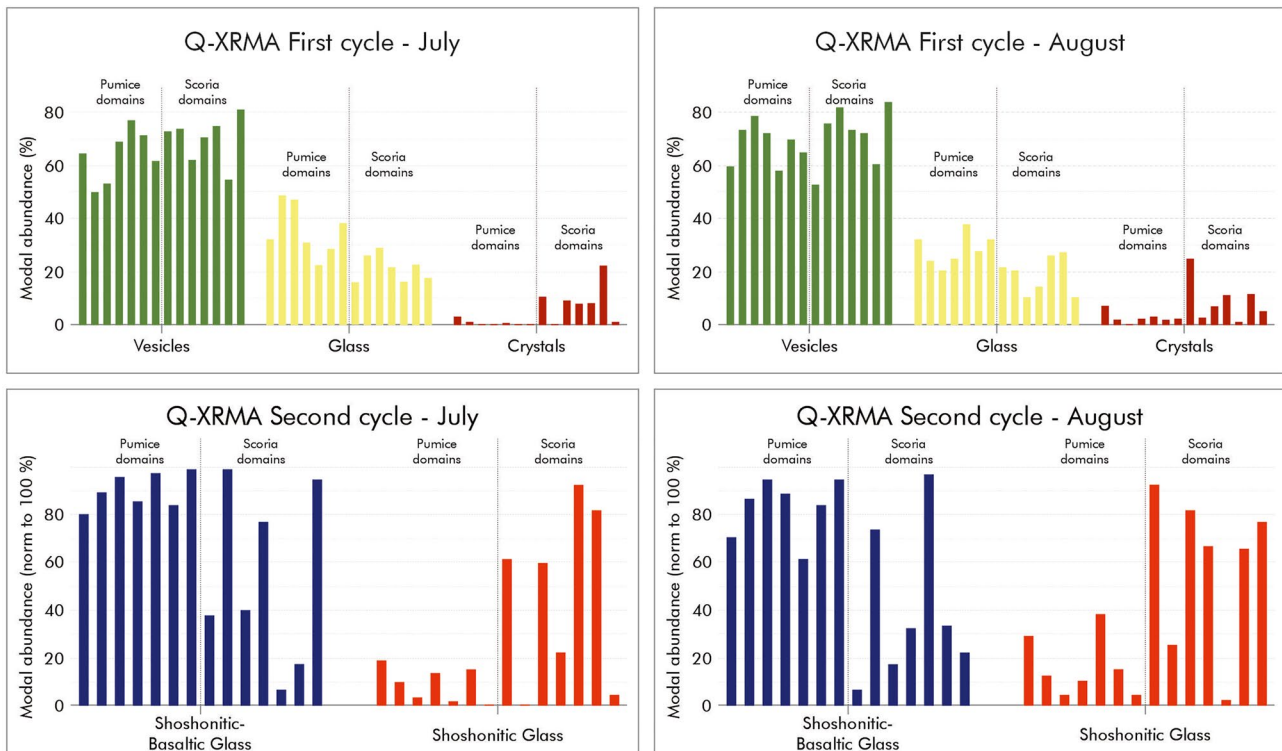 Q-XRMA First cycle - July
Pumice
domains
Scoria
domains
Modal abundance (%)
80
60
40
20
0
Pumice
domains
Scoria
domains
Pumice
domains
Scoria
domains
Vesicles
Glass
Crystals
Q-XRMA First cycle - August
Pumice
domains
Scoria
domains
Modal abundance (%)
80
60
40
20
0
Pumice
domains
Scoria
domains
Pumice
domains
Scoria
domains
Vesicles
Glass
Crystals
Q-XRMA Second cycle - July
Pumice
domains
Scoria
domains
Pumice
domains
Scoria
domains
Modal abundance (norm to 100 %)
80
60
40
20
0
Shoshonitic-
Basaltic Glass
Shoshonitic Glass
Q-XRMA Second cycle - August
Pumice
domains
Scoria
domains
Pumice
domains
Scoria
domains
Modal abundance (norm to 100 %)
80
60
40
20
0
Shoshonitic-
Basaltic Glass
Shoshonitic Glass